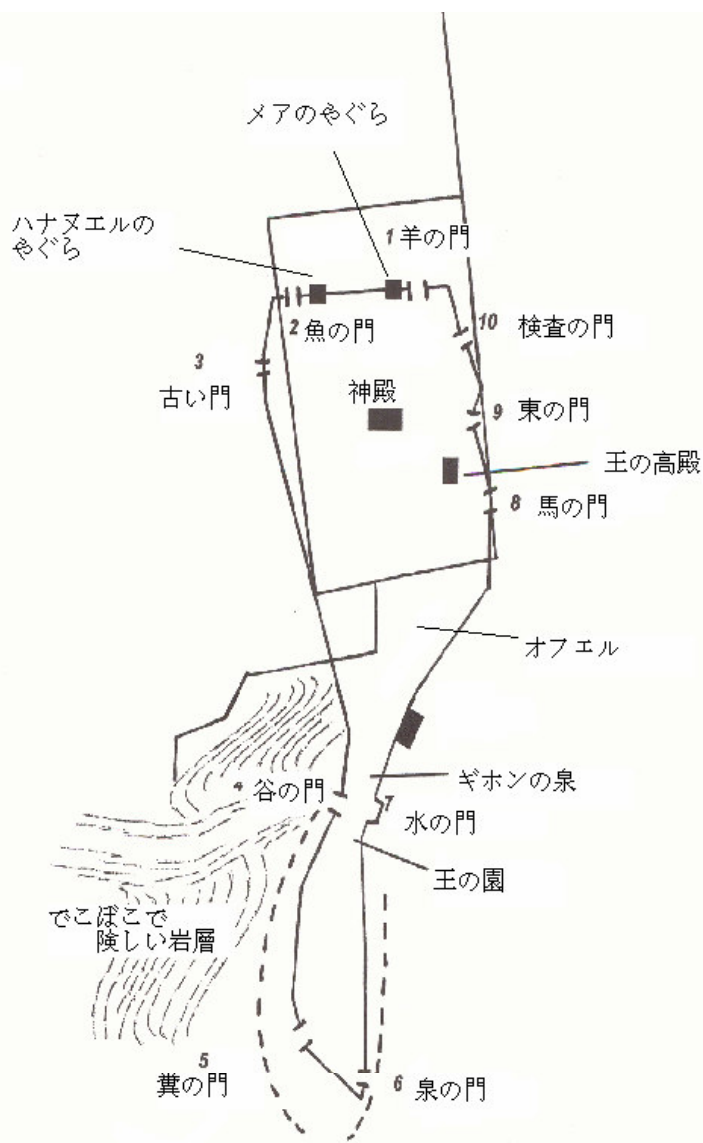 メアのやぐら
ハナヌエルの
やぐら
1 羊の門
2 魚の門
10 検査の門
3
古い門
神殿
9 東の門
王の高殿
8 馬の門
オフエル
ギホンの泉
4 谷の門
7
水の門
王の園
でこぼこで
険しい岩層
5
糞の門
6 泉の門